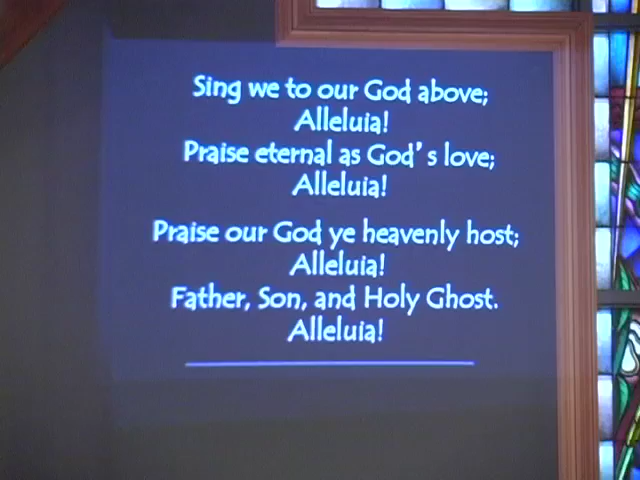 Sing we to our God above;
Alleluia!
Praise eternal as God's love;
Alleluia!
Praise our God ye heavenly host;
Alleluia!
Father, Son, and Holy Ghost.
Alleluia!